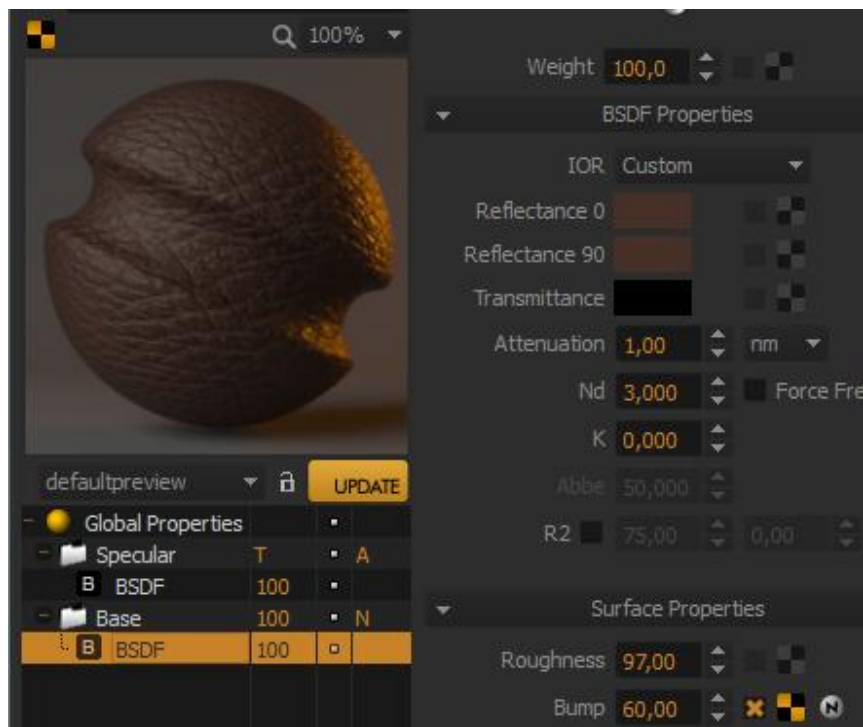 100%
Weight 100,0
BSDF Properties
IOR Custom
Reflectance 0
Reflectance 90
Transmittance
Attenuation 1,00 nm
Nd 3,000 Force Fre
K 0,000
Abbe 50,000
R2 75,00 0,00
Surface Properties
Roughness 97,00
Bump 60,00 N
defaultpreview UPDATE
Global Properties
Specular T A
B BSDF 100
Base 100 N
B BSDF 100